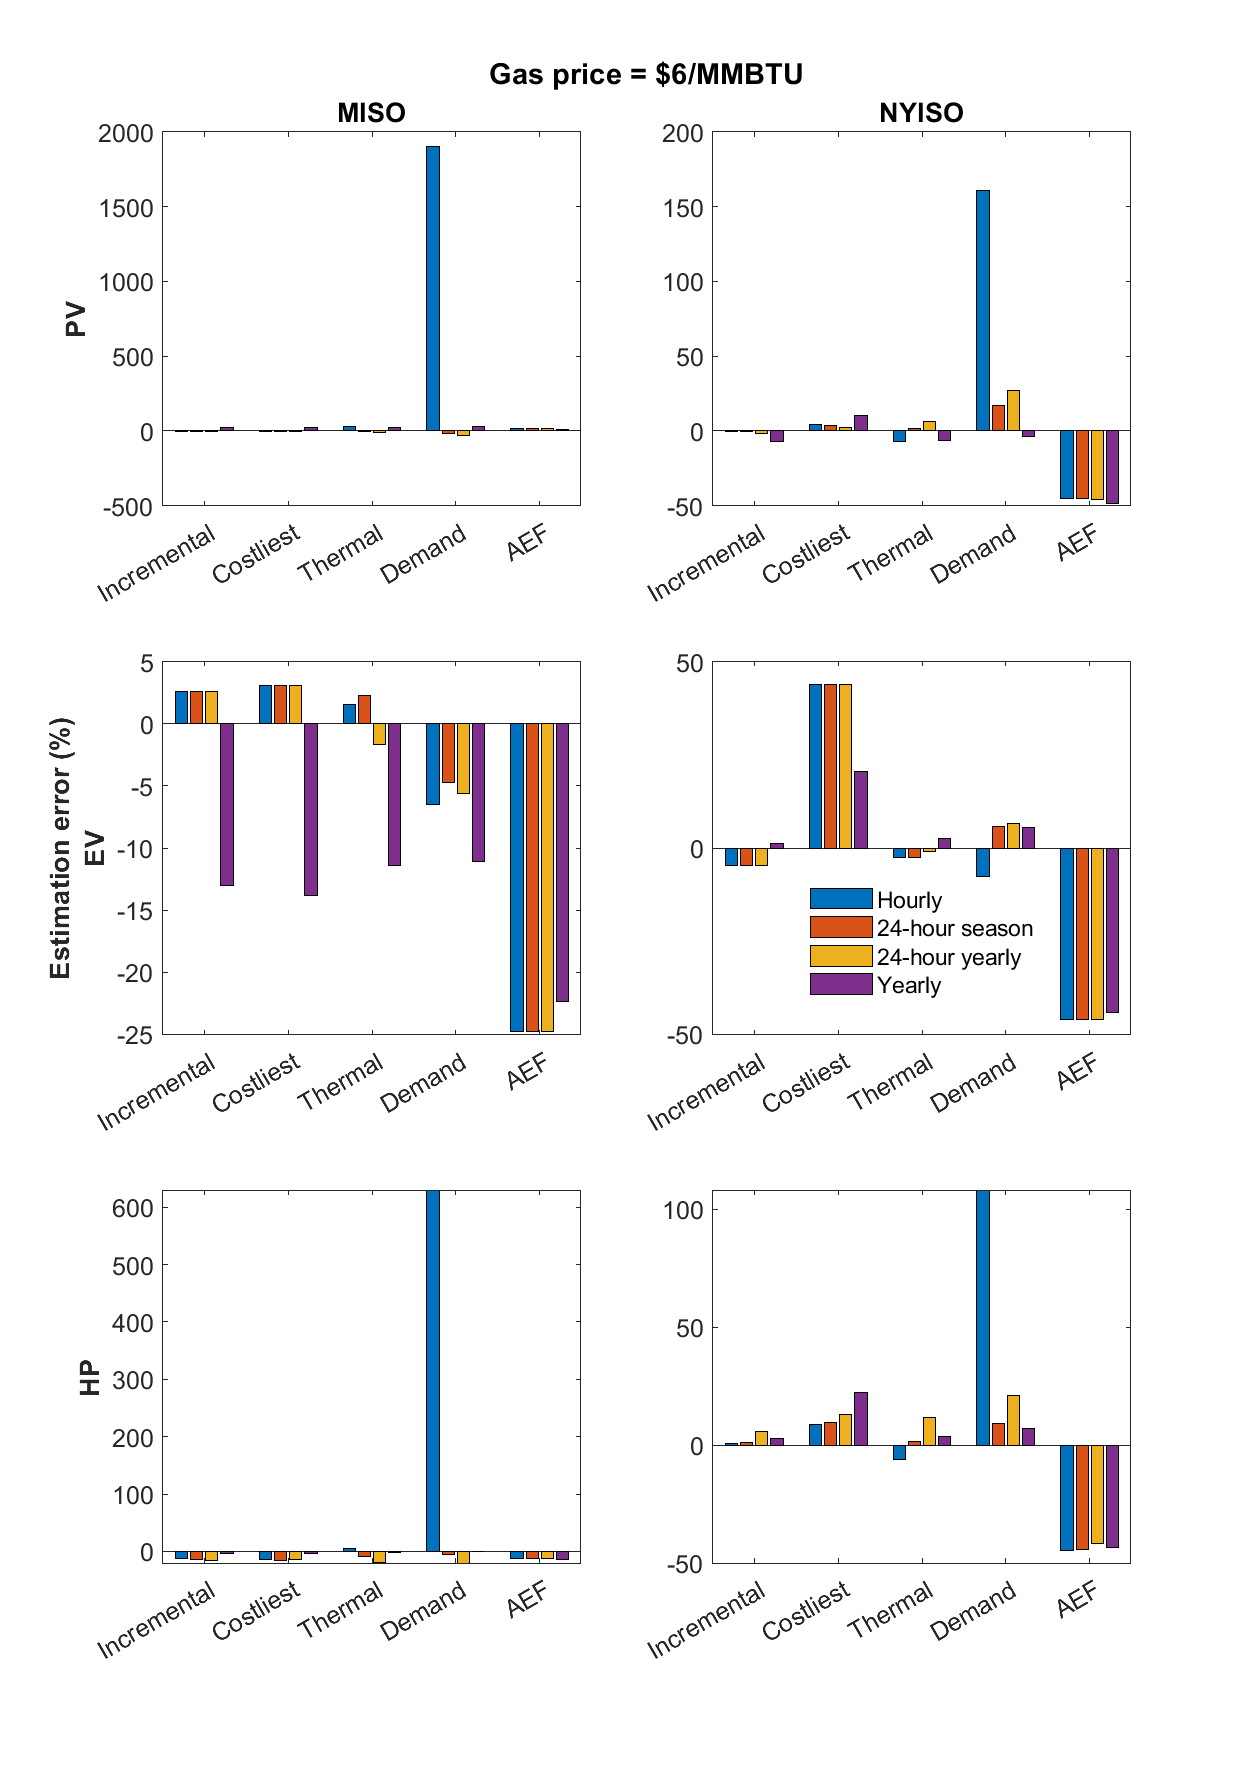 Gas price = $6/MMBTU
MISO
NYISO
PV
2000
1500
1000
500
0
-500
Incremental
Costliest
Thermal
Demand
AEF
200
150
100
50
0
-50
Incremental
Costliest
Thermal
Demand
AEF
Estimation error (%)
EV
5
0
-5
-10
-15
-20
-25
Incremental
Costliest
Thermal
Demand
AEF
50
0
-50
Hourly
24-hour season
24-hour yearly
Yearly
Incremental
Costliest
Thermal
Demand
AEF
HP
600
500
400
300
200
100
0
Incremental
Costliest
Thermal
Demand
AEF
100
50
0
-50
Incremental
Costliest
Thermal
Demand
AEF